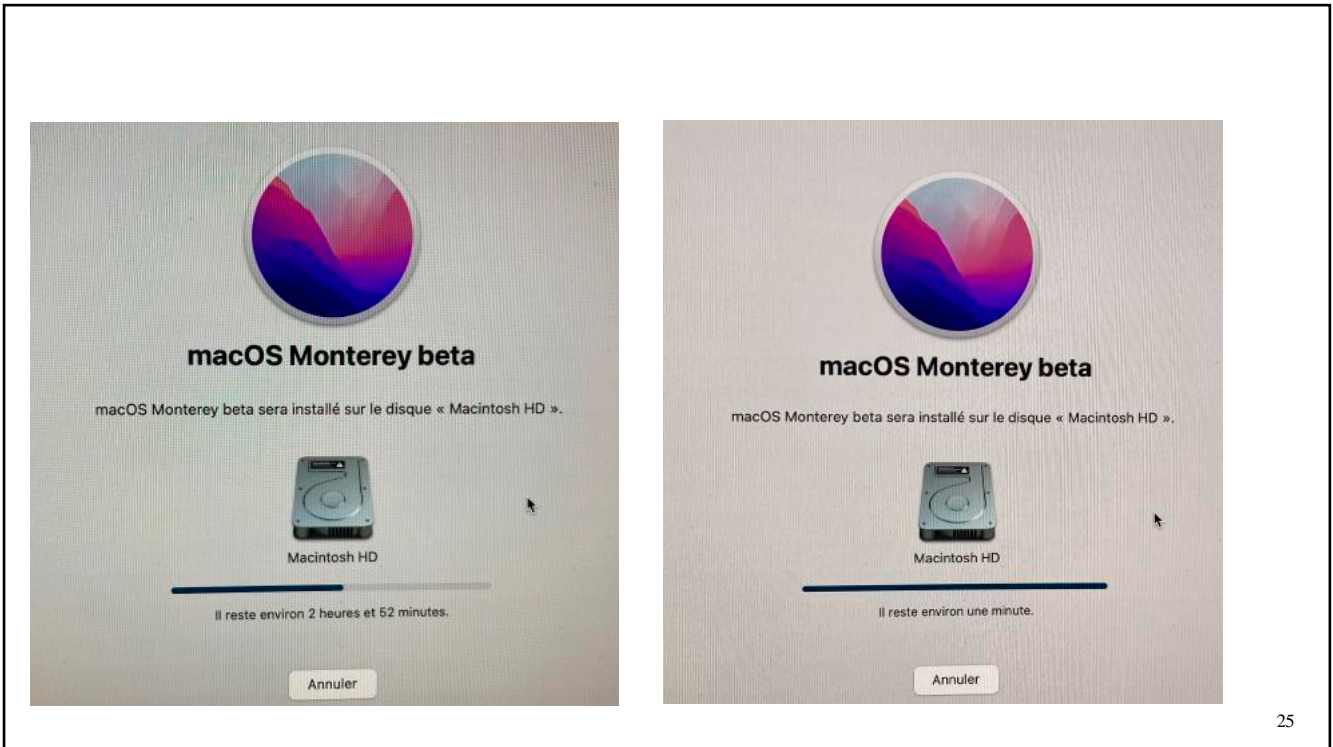 macOS Monterey beta
macOS Monterey beta sera installé sur le disque « Macintosh HD ».
Macintosh HD
Il reste environ 2 heures et 52 minutes.
Annuler
macOS Monterey beta
macOS Monterey beta sera installé sur le disque « Macintosh HD ».
Macintosh HD
Il reste environ une minute.
Annuler
25